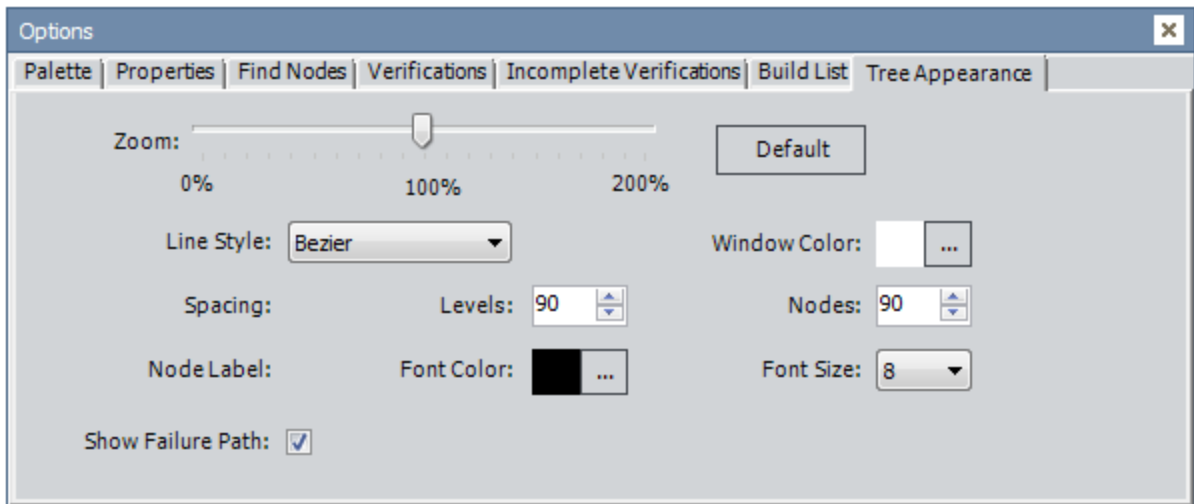 Options
Palette Properties Find Nodes Verifications Incomplete Verifications Build List Tree Appearance
Zoom: Default
0% 100% 200%
Line Style: Bezier Window Color: ...
Spacing: Levels: 90 Nodes: 90
Node Label: Font Color: ... Font Size: 8
Show Failure Path: